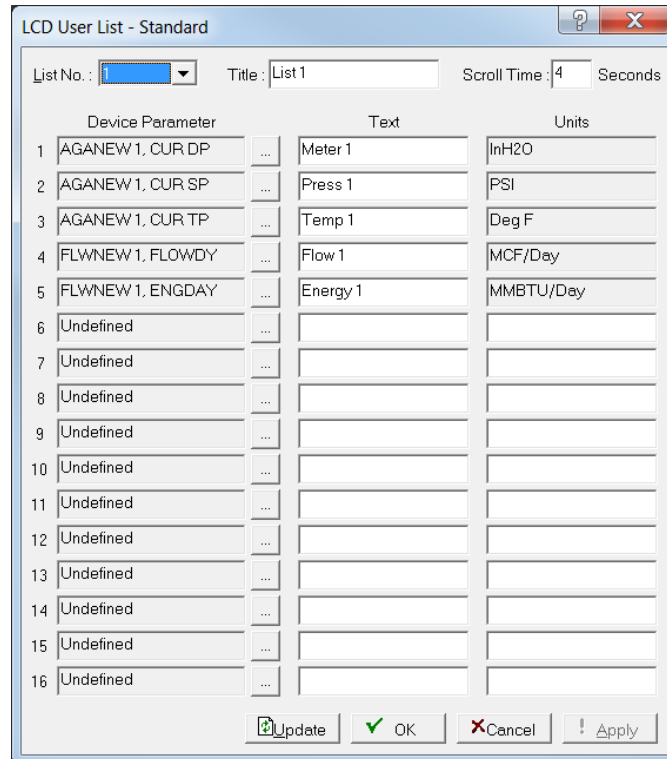 LCD User List - Standard
List No. : 1 Title : List 1 Scroll Time : 4 Seconds
Device Parameter Text Units
1 AGANEW 1, CUR DP ... Meter 1 InH2O
2 AGANEW 1, CUR SP ... Press 1 PSI
3 AGANEW 1, CUR TP ... Temp 1 Deg F
4 FLWNEW 1, FLOWDY ... Flow 1 MCF/Day
5 FLWNEW 1, ENGDAY ... Energy 1 MMBTU/Day
6 Undefined ...
7 Undefined ...
8 Undefined ...
9 Undefined ...
10 Undefined ...
11 Undefined ...
12 Undefined ...
13 Undefined ...
14 Undefined ...
15 Undefined ...
16 Undefined ...
Update OK Cancel ! Apply